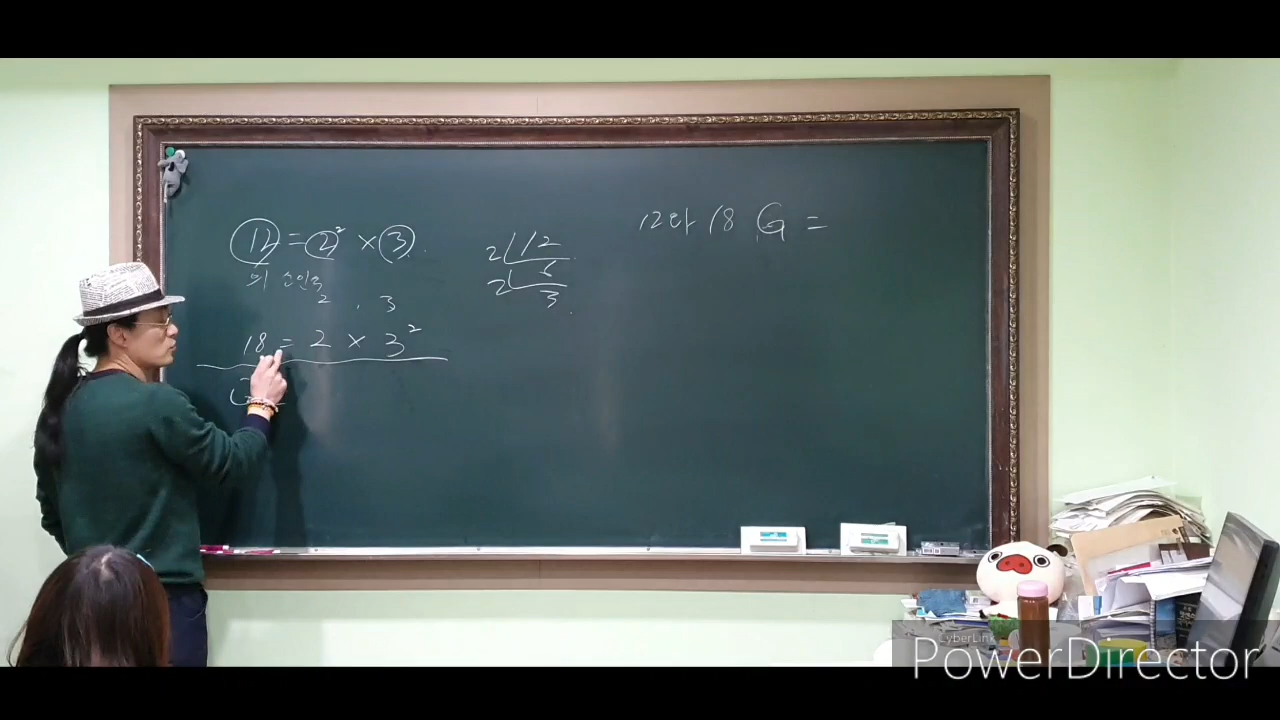 12 = 2² × 3.
의 소인수
2 , 3
18 = 2 × 3²
G =
2 12
2 6
3
12와 18 G =
CyberLink
PowerDirector